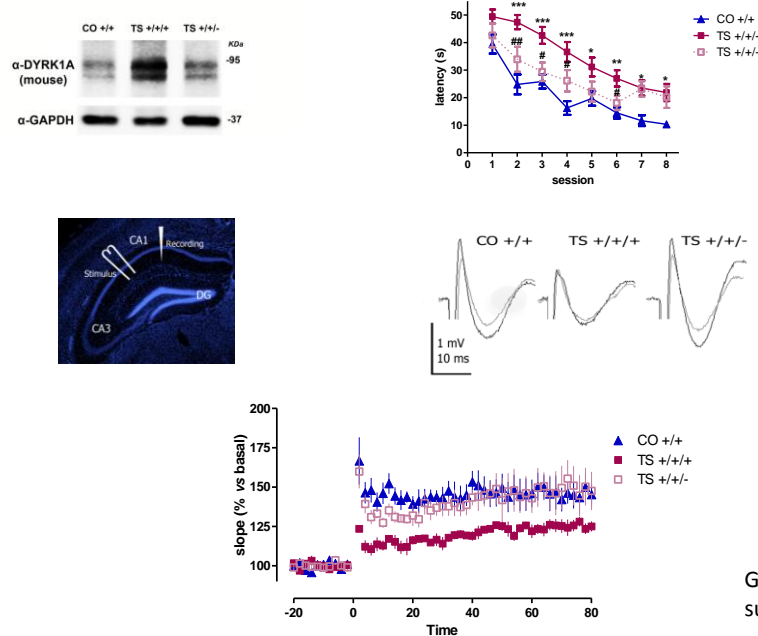 CO +/+ TS +/+/+ TS +/+/-
KDa
α-DYRK1A
(mouse)
-95
α-GAPDH
-37
latency (s)
50
40
30
20
10
0
***
***
***
*
**
*
*
##
#
#
#
0 1 2 3 4 5 6 7 8
session
CO +/+
TS +/+/+
TS +/+/-
CA1
Recording
Stimulus
DG
CA3
CO +/+ TS +/+/+ TS +/+/-
1 mV
10 ms
slope (% vs basal)
200
175
150
125
100
-20 0 20 40 60 80
Time
CO +/+
TS +/+/+
TS +/+/-
G
su